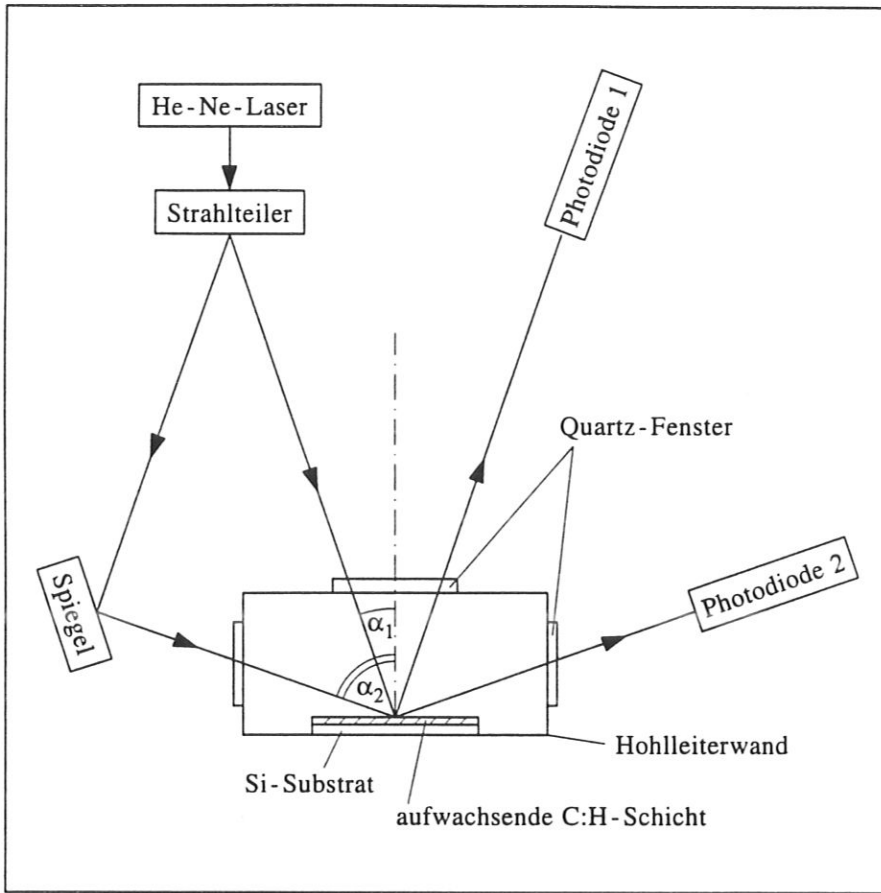 He-Ne-Laser
Strahlteiler
Photodiode 1
Quartz-Fenster
Photodiode 2
Spiegel
α1
α2
Hohlleiterwand
Si-Substrat
aufwachsende C:H-Schicht